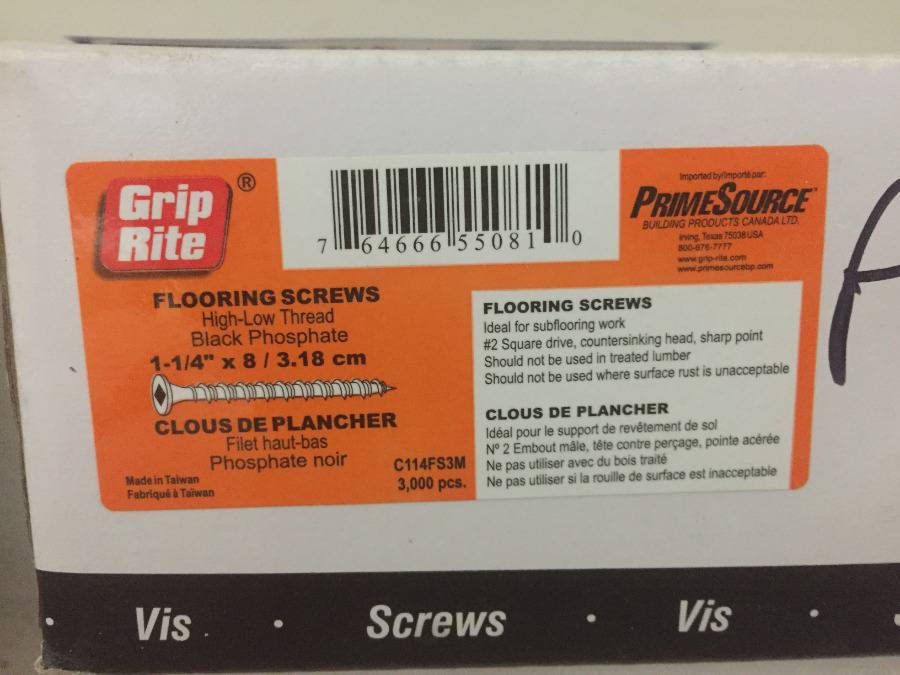 Grip
Rite
®
7 64666 55081 0
Imported by/Importé par:
PRIMESOURCE
BUILDING PRODUCTS CANADA LTD.
Irving, Texas 75038 USA
800-676-7777
www.grip-rite.com
www.primesourcebp.com
FLOORING SCREWS
High-Low Thread
Black Phosphate
1-1/4" x 8 / 3.18 cm
CLOUS DE PLANCHER
Filet haut-bas
Phosphate noir
Made in Taiwan
Fabriqué à Taïwan
C114FS3M
3,000 pcs.
FLOORING SCREWS
Ideal for subflooring work
#2 Square drive, countersinking head, sharp point
Should not be used in treated lumber
Should not be used where surface rust is unacceptable
CLOUS DE PLANCHER
Idéal pour le support de revêtement de sol
Nº 2 Embout mâle, tête contre perçage, pointe acérée
Ne pas utiliser avec du bois traité
Ne pas utiliser si la rouille de surface est inacceptable
• Vis • Screws • Vis •